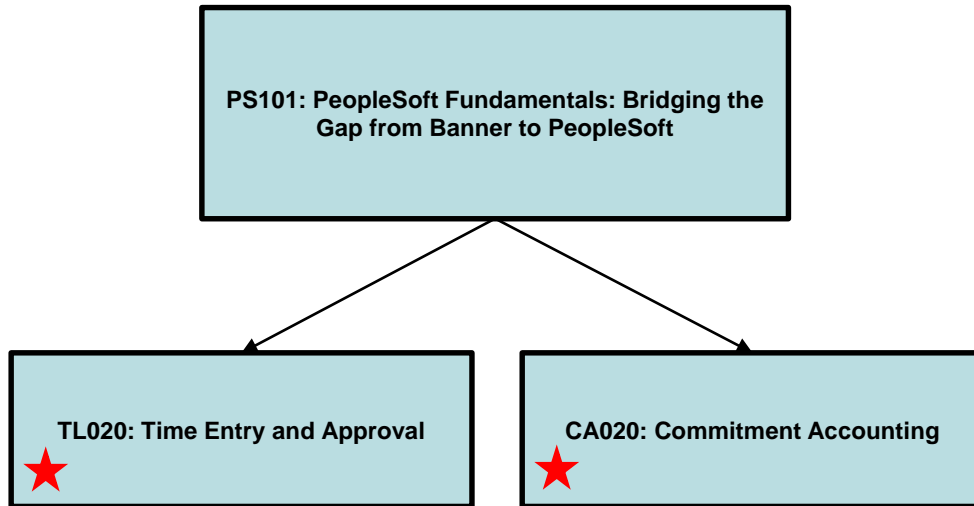 PS101: PeopleSoft Fundamentals: Bridging the
Gap from Banner to PeopleSoft
TL020: Time Entry and Approval
CA020: Commitment Accounting